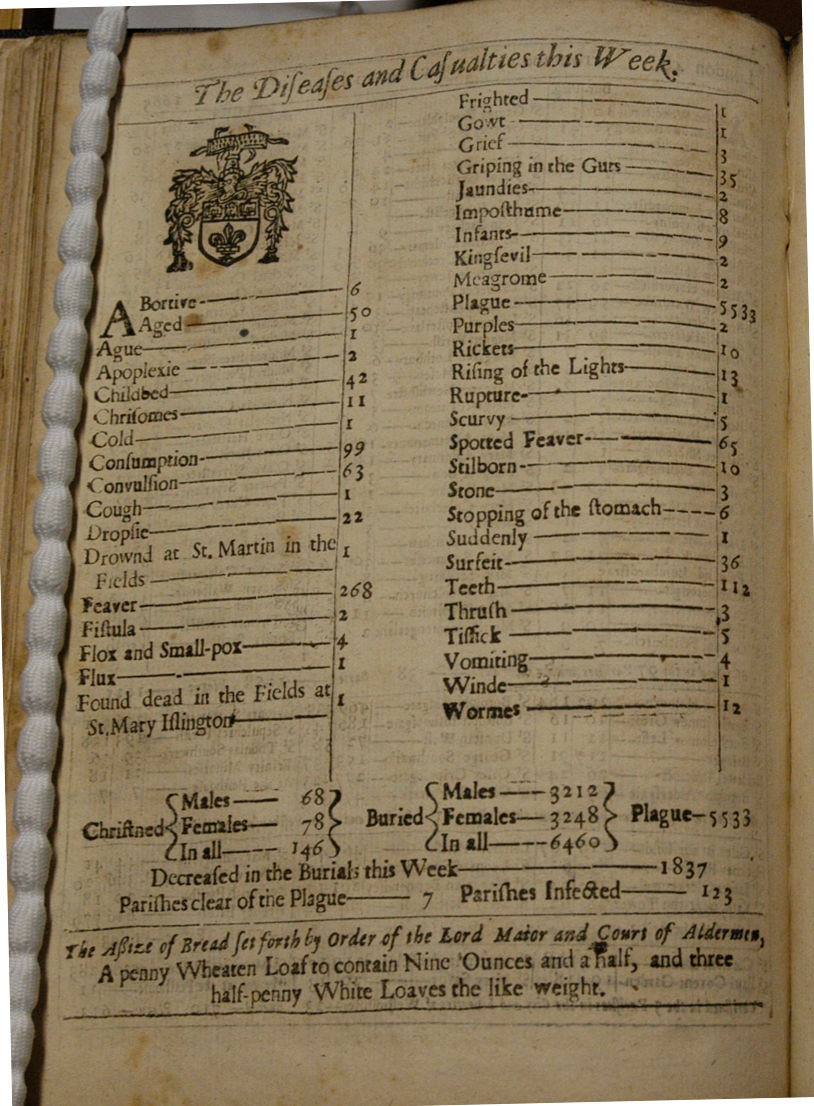 The Diſeaſes and Caſualties this Week.
ABortive 6
Aged 50
Ague 1
Apoplexie 2
Childbed 42
Chriſomes 11
Cold 1
Conſumption 99
Convulſion 63
Cough 1
Dropſie 22
Drownd at St. Martin in the 1
Fields
Feaver 268
Fiſtula 2
Flox and Small-pox 4
Flux 1
Found dead in the Fields at 1
St. Mary Iſlington
Frighted 1
Gowt 1
Grief 3
Griping in the Guts 35
Jaundies 2
Impoſthume 8
Infants 9
Kingſevil 2
Meagrome 2
Plague 5533
Purples 2
Rickets 10
Riſing of the Lights 13
Rupture 1
Scurvy 5
Spotted Feaver 65
Stilborn 10
Stone 3
Stopping of the ſtomach 6
Suddenly 1
Surfeit 36
Teeth 112
Thruſh 3
Tiſſick 5
Vomiting 4
Winde 1
Wormes 12
Chriſtned
Males 68
Females 78
In all 146
Buried
Males 3212
Females 3248
In all 6460
Plague 5533
Decreaſed in the Burials this Week 1837
Pariſhes clear of the Plague 7 Pariſhes Infected 123
The Aſſize of Bread ſet forth by Order of the Lord Maior and Court of Aldermen,
A penny Wheaten Loaf to contain Nine Ounces and a half, and three
half-penny White Loaves the like weight.